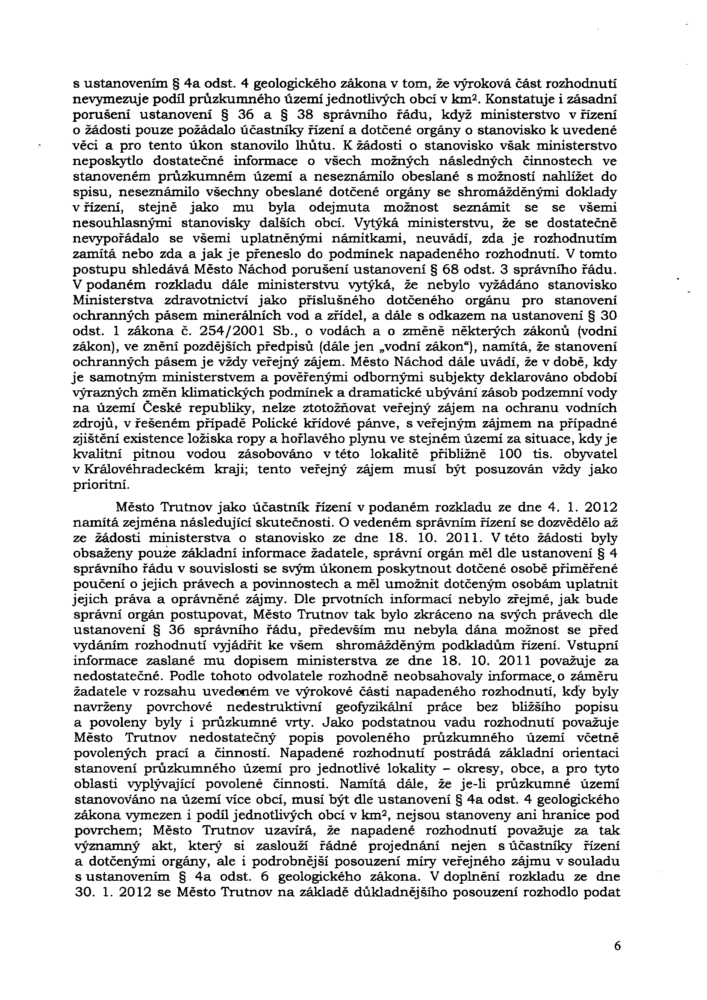 s ustanovením § 4a odst. 4 geologického zákona v tom, že výroková část rozhodnutí
nevymezuje podíl průzkumného území jednotlivých obcí v km². Konstatuje i zásadní
porušení ustanovení § 36 a § 38 správního řádu, když ministerstvo v řízení
o žádosti pouze požádalo účastníky řízení a dotčené orgány o stanovisko k uvedené
věci a pro tento úkon stanovilo lhůtu. K žádosti o stanovisko však ministerstvo
neposkytlo dostatečné informace o všech možných následných činnostech ve
stanoveném průzkumném území a neseznámilo obeslané s možností nahlížet do
spisu, neseznámilo všechny obeslané dotčené orgány se shromážděnými doklady
v řízení, stejně jako mu byla odejmuta možnost seznámit se se všemi
nesouhlasnými stanovisky dalších obcí. Vytýká ministerstvu, že se dostatečně
nevypořádalo se všemi uplatněnými námitkami, neuvádí, zda je rozhodnutím
zamítá nebo zda a jak je přeneslo do podmínek napadeného rozhodnutí. V tomto
postupu shledává Město Náchod porušení ustanovení § 68 odst. 3 správního řádu.
V podaném rozkladu dále ministerstvu vytýká, že nebylo vyžádáno stanovisko
Ministerstva zdravotnictví jako příslušného dotčeného orgánu pro stanovení
ochranných pásem minerálních vod a zřídel, a dále s odkazem na ustanovení § 30
odst. 1 zákona č. 254/2001 Sb., o vodách a o změně některých zákonů (vodní
zákon), ve znění pozdějších předpisů (dále jen „vodní zákon“), namítá, že stanovení
ochranných pásem je vždy veřejný zájem. Město Náchod dále uvádí, že v době, kdy
je samotným ministerstvem a pověřenými odbornými subjekty deklarováno období
výrazných změn klimatických podmínek a dramatické ubývání zásob podzemní vody
na území České republiky, nelze ztotožňovat veřejný zájem na ochranu vodních
zdrojů, v řešeném případě Polické křídové pánve, s veřejným zájmem na případné
zjištění existence ložiska ropy a hořlavého plynu ve stejném území za situace, kdy je
kvalitní pitnou vodou zásobováno v této lokalitě přibližně 100 tis. obyvatel
v Královéhradeckém kraji; tento veřejný zájem musí být posuzován vždy jako
prioritní.
Město Trutnov jako účastník řízení v podaném rozkladu ze dne 4. 1. 2012
namítá zejména následující skutečnosti. O vedeném správním řízení se dozvědělo až
ze žádosti ministerstva o stanovisko ze dne 18. 10. 2011. V této žádosti byly
obsaženy pouze základní informace žadatele, správní orgán měl dle ustanovení § 4
správního řádu v souvislosti se svým úkonem poskytnout dotčené osobě přiměřené
poučení o jejich právech a povinnostech a měl umožnit dotčeným osobám uplatnit
jejich práva a oprávněné zájmy. Dle prvotních informací nebylo zřejmé, jak bude
správní orgán postupovat, Město Trutnov tak bylo zkráceno na svých právech dle
ustanovení § 36 správního řádu, především mu nebyla dána možnost se před
vydáním rozhodnutí vyjádřit ke všem shromážděným podkladům řízení. Vstupní
informace zaslané mu dopisem ministerstva ze dne 18. 10. 2011 považuje za
nedostatečné. Podle tohoto odvolatele rozhodně neobsahovaly informace o záměru
žadatele v rozsahu uvedeném ve výrokové části napadeného rozhodnutí, kdy byly
navrženy povrchové nedestruktivní geofyzikální práce bez bližšího popisu
a povoleny byly i průzkumné vrty. Jako podstatnou vadu rozhodnutí považuje
Město Trutnov nedostatečný popis povoleného průzkumného území včetně
povolených prací a činností. Napadené rozhodnutí postrádá základní orientaci
stanovení průzkumného území pro jednotlivé lokality – okresy, obce, a pro tyto
oblasti vyplývající povolené činnosti. Namítá dále, že je-li průzkumné území
stanovováno na území více obcí, musí být dle ustanovení § 4a odst. 4 geologického
zákona vymezen i podíl jednotlivých obcí v km², nejsou stanoveny ani hranice pod
povrchem; Město Trutnov uzavírá, že napadené rozhodnutí považuje za tak
významný akt, který si zaslouží řádné projednání nejen s účastníky řízení
a dotčenými orgány, ale i podrobnější posouzení míry veřejného zájmu v souladu
s ustanovením § 4a odst. 6 geologického zákona. V doplnění rozkladu ze dne
30. 1. 2012 se Město Trutnov na základě důkladnějšího posouzení rozhodlo podat
6